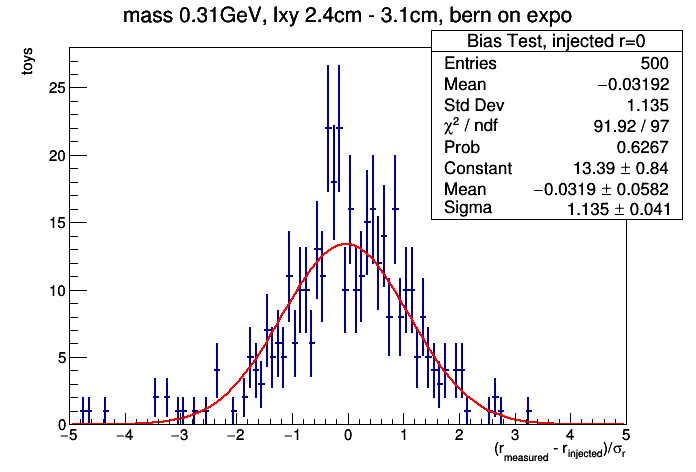 mass 0.31GeV, lxy 2.4cm - 3.1cm, bern on expo
Bias Test, injected r=0
Entries 500
Mean −0.03192
Std Dev 1.135
χ² / ndf 91.92 / 97
Prob 0.6267
Constant 13.39 ± 0.84
Mean −0.0319 ± 0.0582
Sigma 1.135 ± 0.041
toys
25
20
15
10
5
0
−5 −4 −3 −2 −1 0 1 2 3 4 5
(r_measured - r_injected)/σ_r